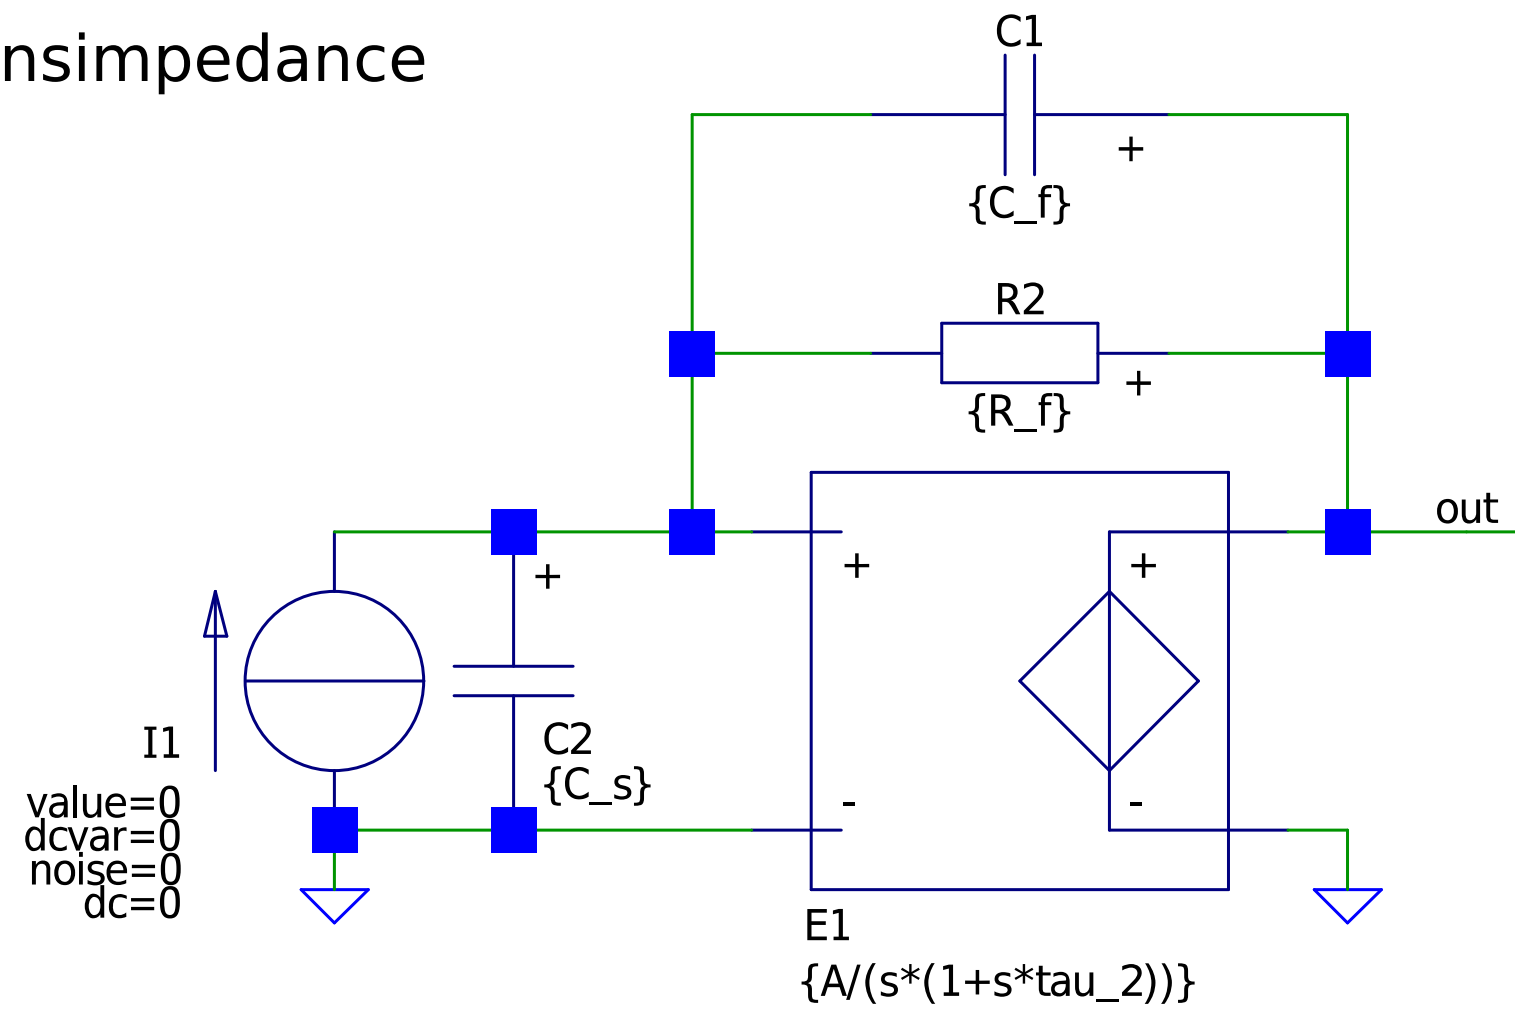 nsimpedance
C1
+
{C_f}
R2
+
{R_f}
out
+
+
+
I1
value=0
dcvar=0
noise=0
dc=0
C2
{C_s}
-
-
E1
{A/(s*(1+s*tau_2))}